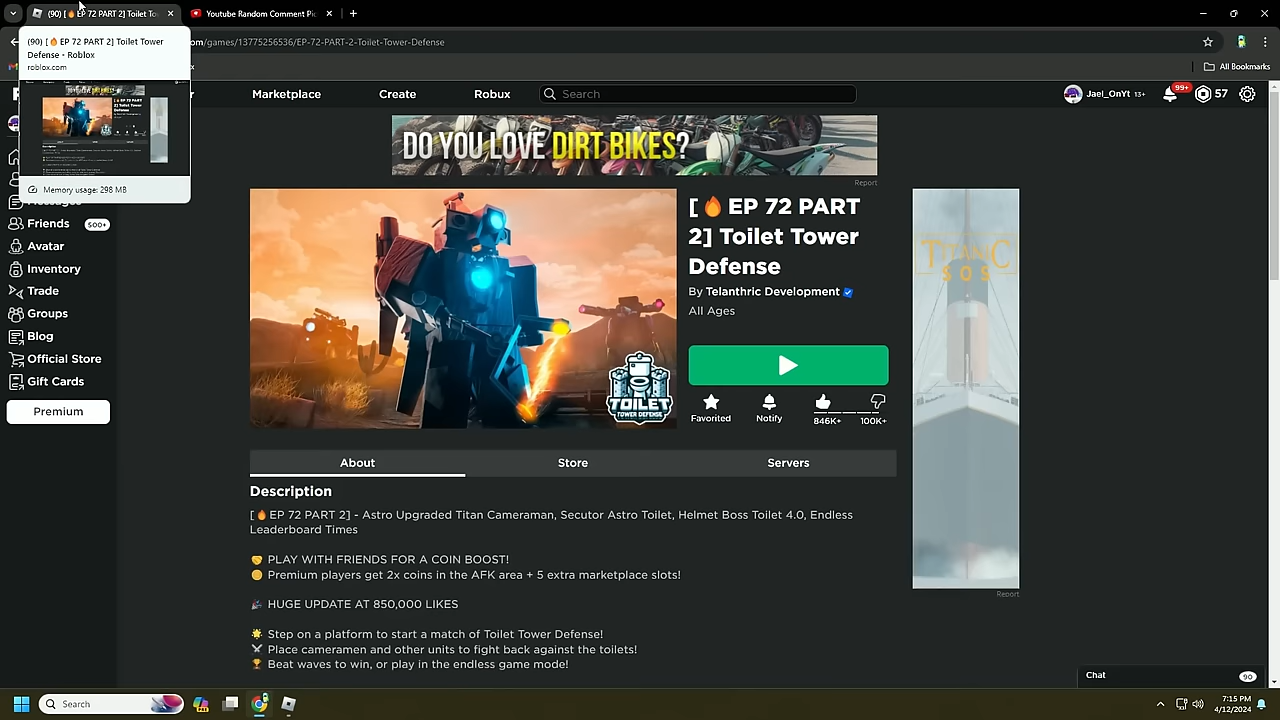 (90) [🔥EP 72 PART 2] Toilet Tow
Youtube Random Comment Pic
(90) [🔥EP 72 PART 2] Toilet Tower
Defense - Roblox
roblox.com
Memory usage: 298 MB
om/games/13775256536/EP-72-PART-2-Toilet-Tower-Defense
All Bookmarks
Marketplace
Create
Robux
Search
Jael_OnYt 13+
99+
57
DO YOU LOVE DIRT BIKES?
Report
Messages
Friends
500+
Avatar
Inventory
Trade
Groups
Blog
Official Store
Gift Cards
Premium
TOILET
TOWER DEFENSE
[🔥EP 72 PART
2] Toilet Tower
Defense
By Telanthric Development
All Ages
Favorited
Notify
846K+
100K+
TITANIC
SOS
Report
About
Store
Servers
Description
[🔥EP 72 PART 2] - Astro Upgraded Titan Cameraman, Secutor Astro Toilet, Helmet Boss Toilet 4.0, Endless
Leaderboard Times
🤝 PLAY WITH FRIENDS FOR A COIN BOOST!
🪙 Premium players get 2x coins in the AFK area + 5 extra marketplace slots!
🎉 HUGE UPDATE AT 850,000 LIKES
🌟 Step on a platform to start a match of Toilet Tower Defense!
⚔️ Place cameramen and other units to fight back against the toilets!
🏆 Beat waves to win, or play in the endless game mode!
Chat
90
Search
7:15 PM
4/12/2024